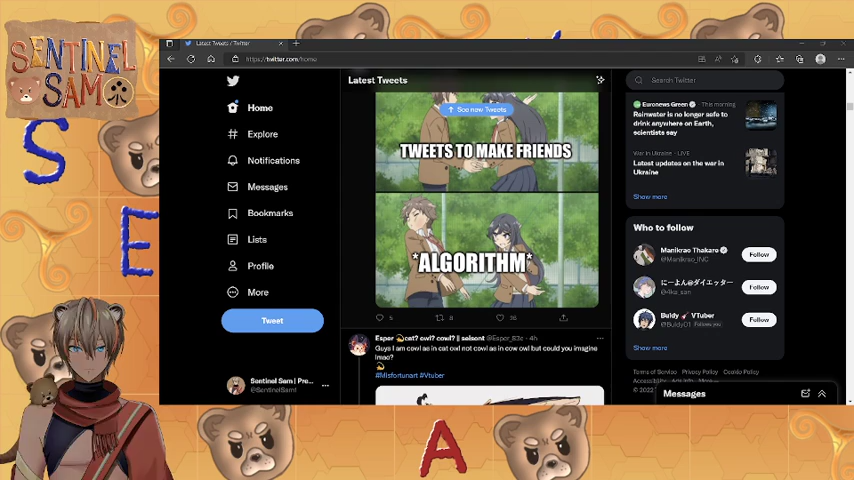 SENTINEL
SAM
Latest Tweets / Twitter
https://twitter.com/home
Home
Explore
Notifications
Messages
Bookmarks
Lists
Profile
More
Tweet
Sentinel Sam | Pre...
@SentinelSam1
Latest Tweets
See new Tweets
TWEETS TO MAKE FRIENDS
*ALGORITHM*
5
8
36
Esper cat? owl? cowl? || selsont @Esper_83c · 4h
Guys I am cowl as in cat owl not cowl as in cow owl but could you imagine
lmao?
#Misfortunart #Vtuber
Search Twitter
Euronews Green · This morning
Rainwater is no longer safe to
drink anywhere on Earth,
scientists say
War in Ukraine · LIVE
Latest updates on the war in
Ukraine
Show more
Who to follow
Manikrao Thakare
@Manikrao_INC
Follow
にーよん@ダイエッター
Follow
Buldy VTuber
@Buldy01 Follows you
Follow
Show more
Terms of Service Privacy Policy Cookie Policy
© 2022
Messages
S
E
A